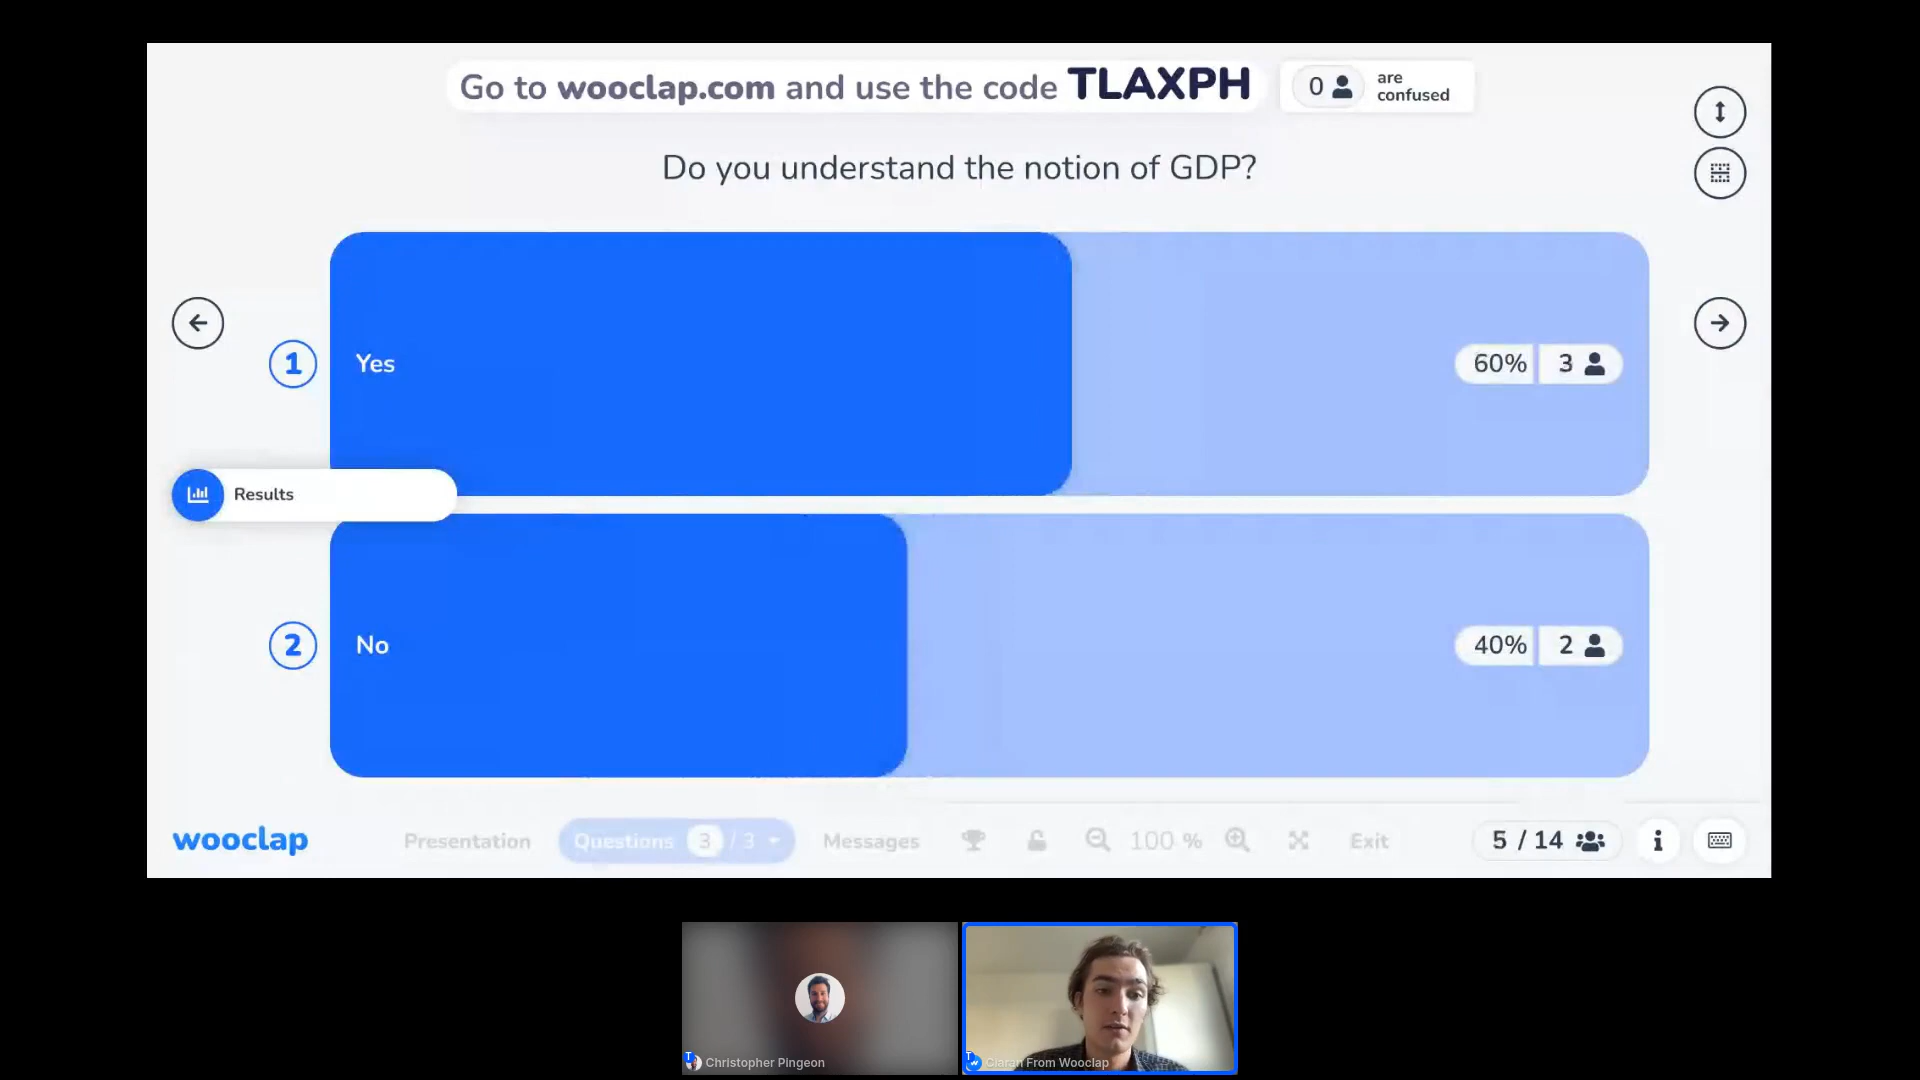 Go to wooclap.com and use the code TLAXPH
0 are confused
Do you understand the notion of GDP?
1 Yes 60% 3
Results
2 No 40% 2
wooclap Presentation Questions 3 / 3 Messages 100 % Exit 5 / 14 i
T Christopher Pingeon
T Ciaran From Wooclap